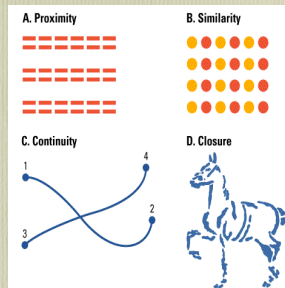 A. Proximity
B. Similarity
C. Continuity
D. Closure
1
4
2
3